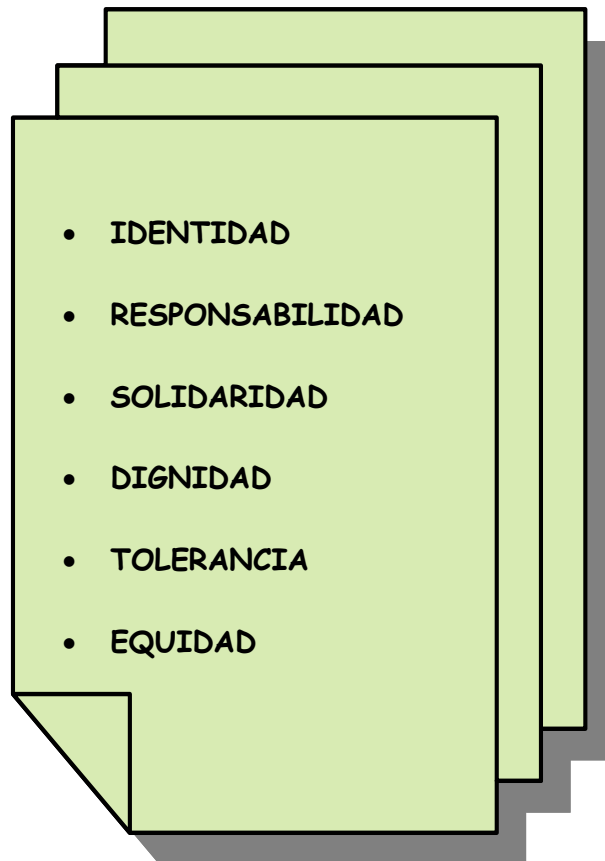 • IDENTIDAD
• RESPONSABILIDAD
• SOLIDARIDAD
• DIGNIDAD
• TOLERANCIA
• EQUIDAD